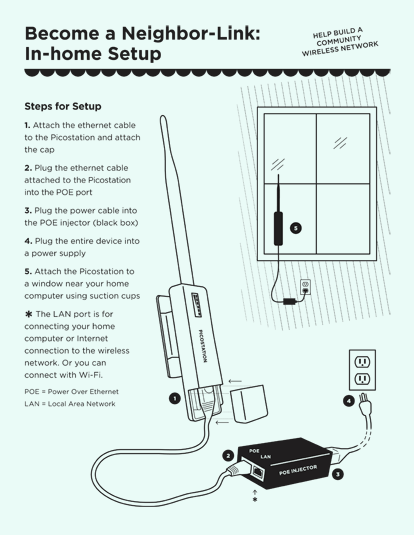 Become a Neighbor-Link:
In-home Setup
HELP BUILD A
COMMUNITY
WIRELESS NETWORK
Steps for Setup
1. Attach the ethernet cable
to the Picostation and attach
the cap
2. Plug the ethernet cable
attached to the Picostation
into the POE port
3. Plug the power cable into
the POE injector (black box)
4. Plug the entire device into
a power supply
5. Attach the Picostation to
a window near your home
computer using suction cups
* The LAN port is for
connecting your home
computer or Internet
connection to the wireless
network. Or you can
connect with Wi-Fi.
POE = Power Over Ethernet
LAN = Local Area Network
5
PICOSTATION
1
4
2
POE
LAN
POE INJECTOR
3
*